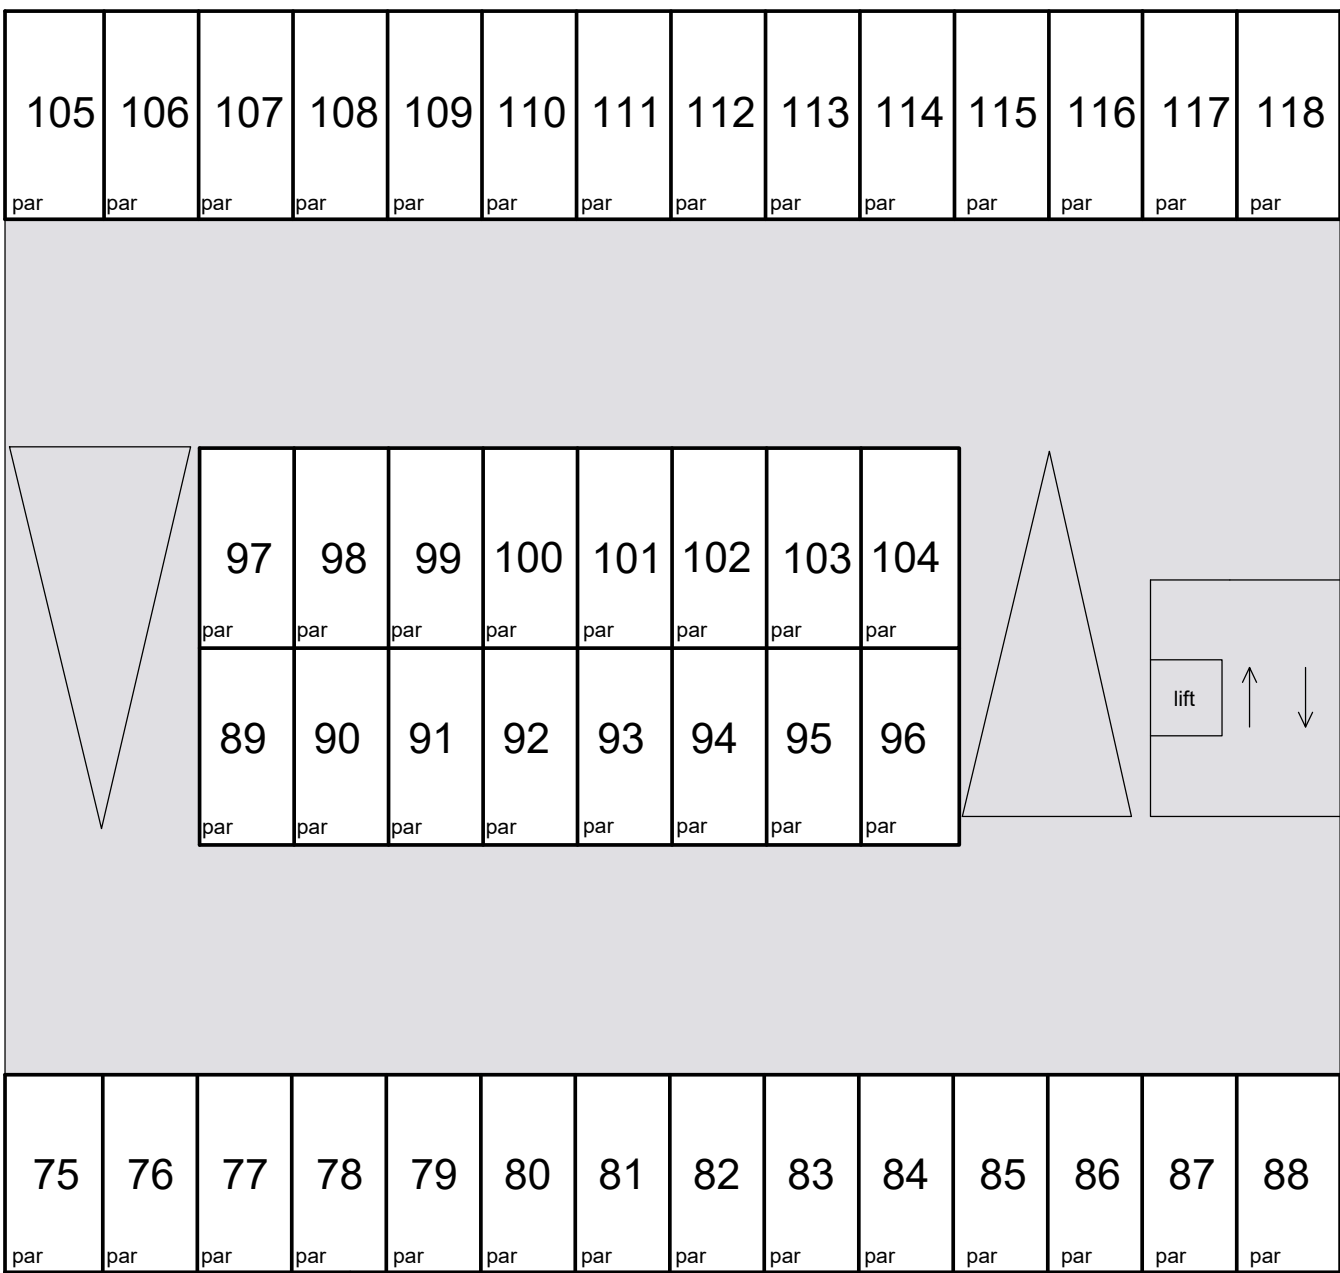 105 106 107 108 109 110 111 112 113 114 115 116 117 118
par par par par par par par par par par par par par par
97 98 99 100 101 102 103 104
par par par par par par par par
lift
89 90 91 92 93 94 95 96
par par par par par par par par
75 76 77 78 79 80 81 82 83 84 85 86 87 88
par par par par par par par par par par par par par par